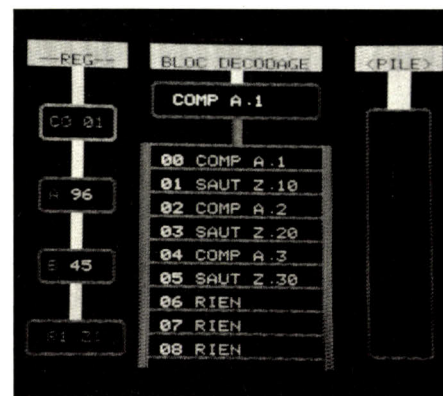 --REG--
BLOC DECODAGE
<PILE>
COMP A.1
CO 01
A 96
B 45
00 COMP A.1
01 SAUT Z.10
02 COMP A.2
03 SAUT Z.20
04 COMP A.3
05 SAUT Z.30
06 RIEN
07 RIEN
08 RIEN